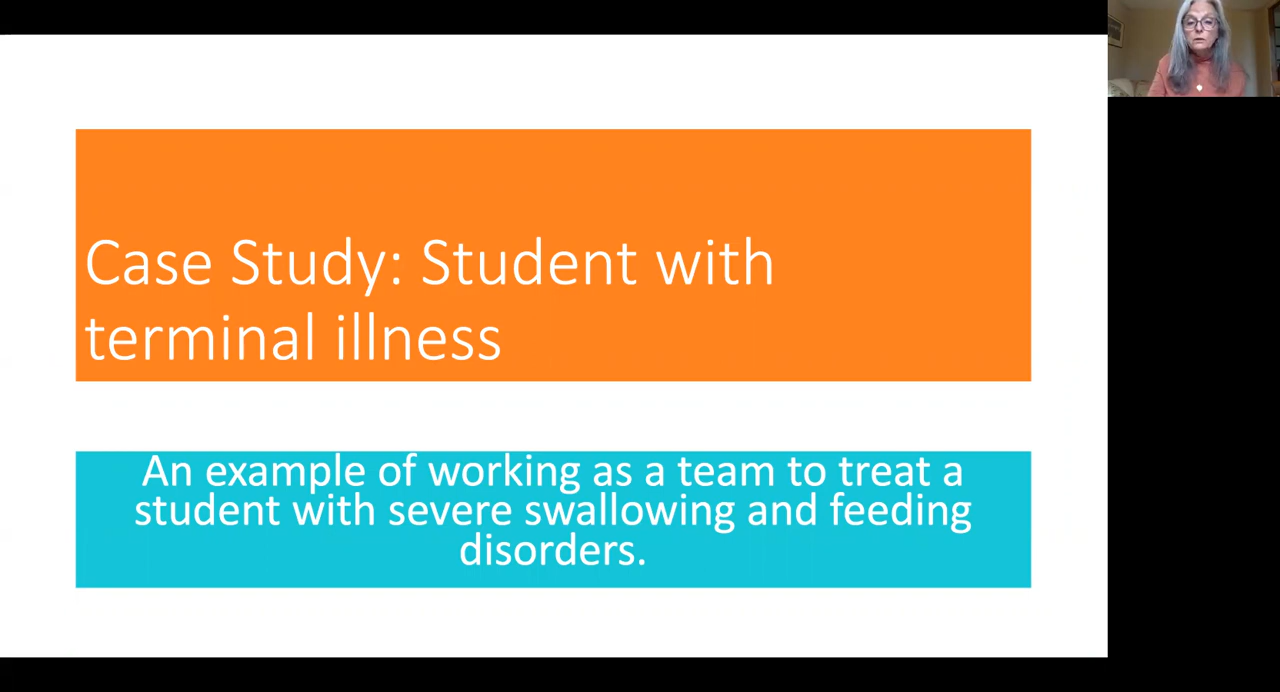 Case Study: Student with
terminal illness
An example of working as a team to treat a
student with severe swallowing and feeding
disorders.